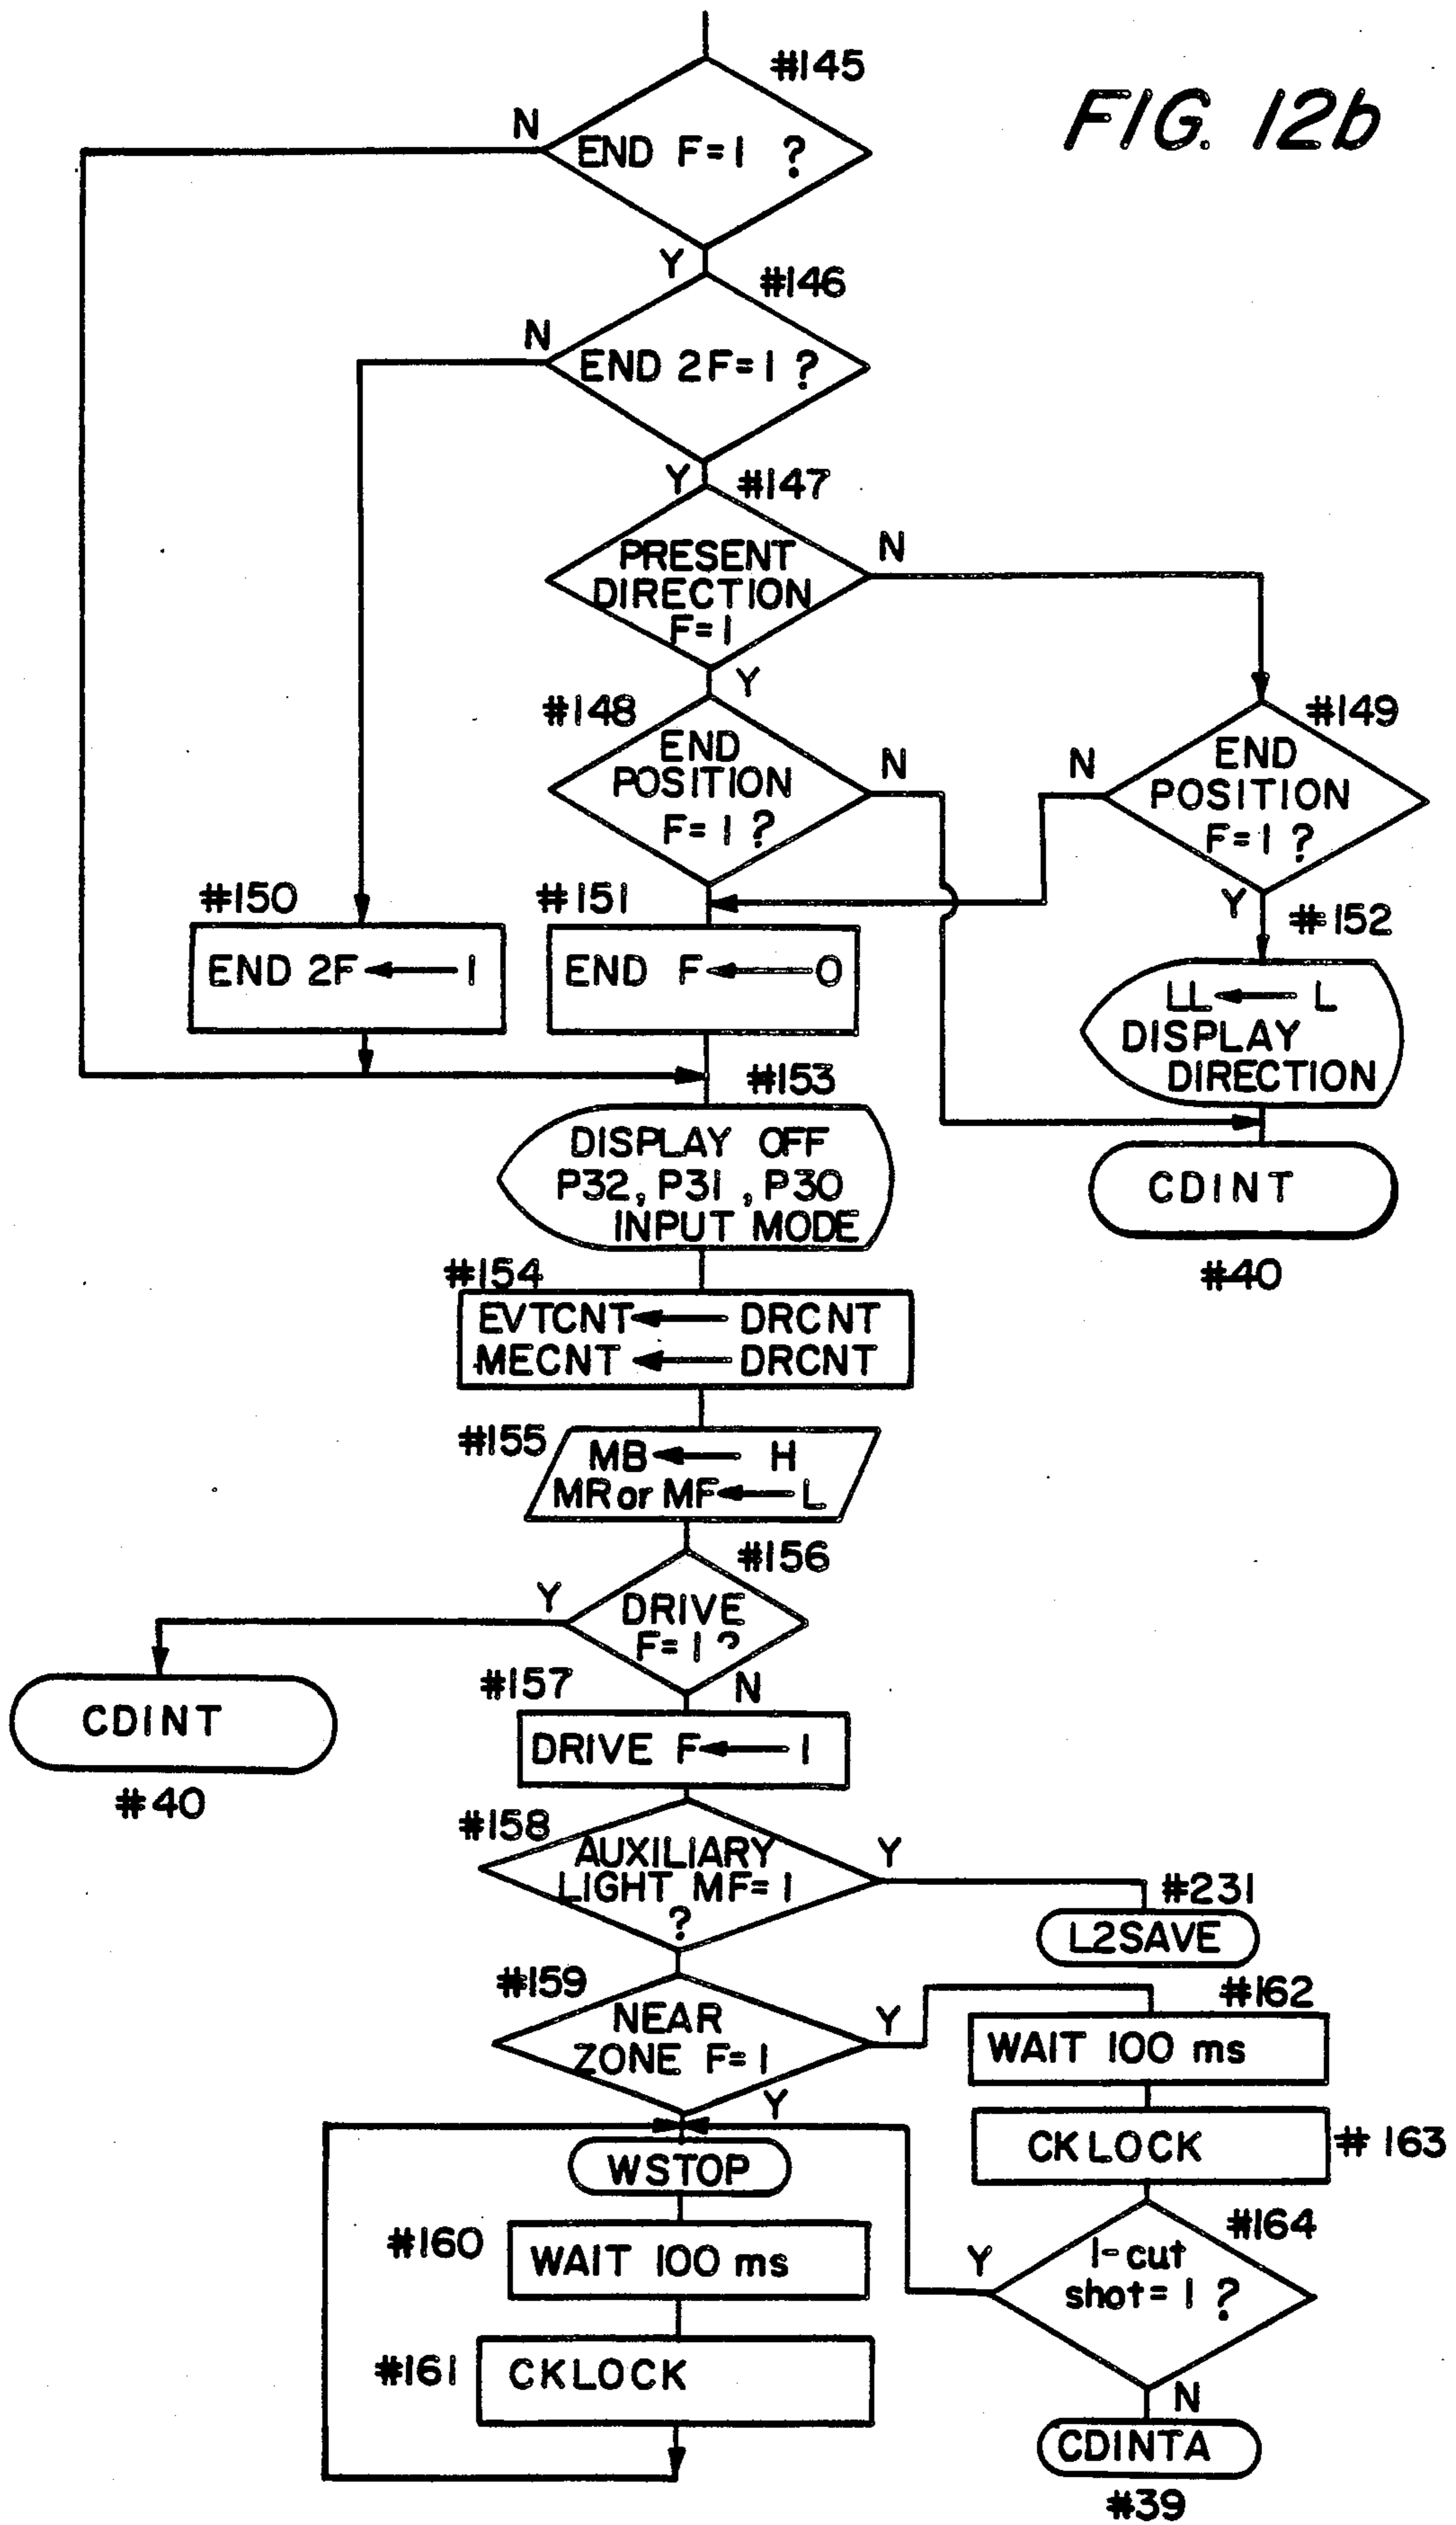 FIG. 12b
#145
N
END F=1 ?
Y
#146
N
END 2F=1 ?
Y
#147
PRESENT
DIRECTION
F=1
N
Y
#148
END
POSITION
F=1 ?
N
#149
N
END
POSITION
F=1 ?
Y
#150
END 2F ← 1
#151
END F ← 0
#152
LL ← L
DISPLAY
DIRECTION
CDINT
#40
#153
DISPLAY OFF
P32, P31, P30
INPUT MODE
#154
EVTCNT ← DRCNT
MECNT ← DRCNT
#155
MB ← H
MR or MF ← L
#156
Y
DRIVE
F=1 ?
N
CDINT
#40
#157
DRIVE F ← 1
#158
AUXILIARY
LIGHT MF=1
?
Y
#231
L2SAVE
#159
NEAR
ZONE F=1
Y
#162
WAIT 100 ms
CKLOCK
#163
Y
WSTOP
#160
WAIT 100 ms
#161
CKLOCK
#164
Y
1-cut
shot=1 ?
N
CDINTA
#39